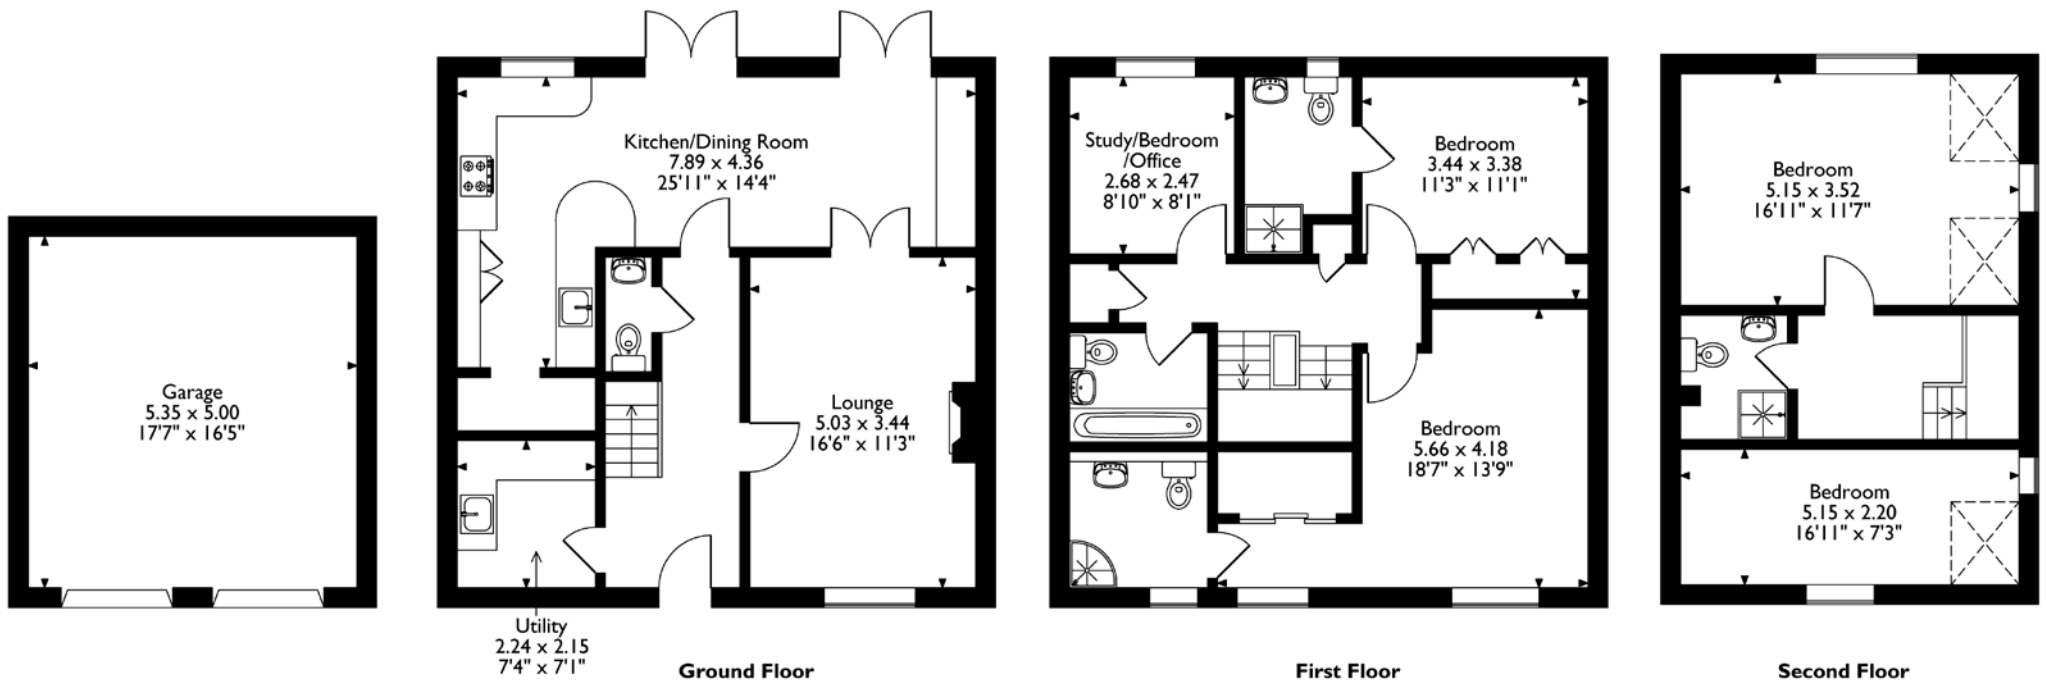 Garage
5.35 x 5.00
17'7" x 16'5"
Kitchen/Dining Room
7.89 x 4.36
25'11" x 14'4"
Lounge
5.03 x 3.44
16'6" x 11'3"
Utility
2.24 x 2.15
7'4" x 7'1"
Ground Floor
Study/Bedroom
/Office
2.68 x 2.47
8'10" x 8'1"
Bedroom
3.44 x 3.38
11'3" x 11'1"
Bedroom
5.66 x 4.18
18'7" x 13'9"
First Floor
Bedroom
5.15 x 3.52
16'11" x 11'7"
Bedroom
5.15 x 2.20
16'11" x 7'3"
Second Floor